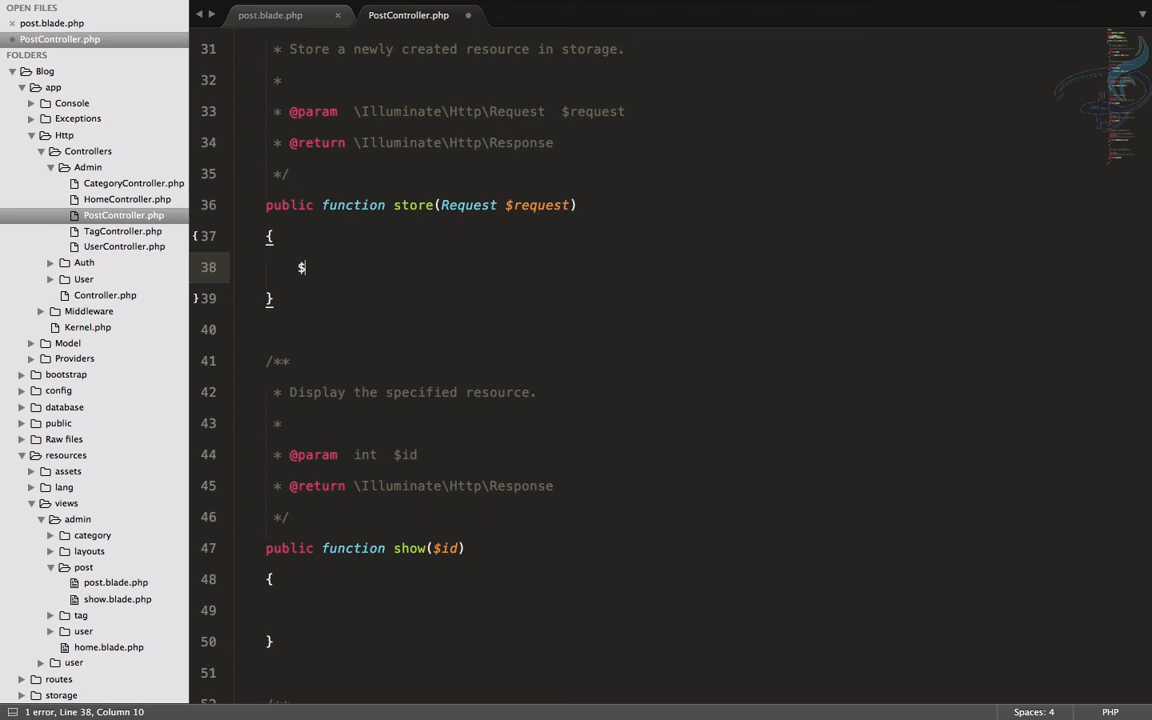 OPEN FILES
× post.blade.php
PostController.php
FOLDERS
Blog
app
Console
Exceptions
Http
Controllers
Admin
CategoryController.php
HomeController.php
PostController.php
TagController.php
UserController.php
Auth
User
Controller.php
Middleware
Kernel.php
Model
Providers
bootstrap
config
database
public
Raw files
resources
assets
lang
views
admin
category
layouts
post
post.blade.php
show.blade.php
tag
user
home.blade.php
user
routes
storage
post.blade.php ×
PostController.php
31 * Store a newly created resource in storage.
32 *
33 * @param \Illuminate\Http\Request $request
34 * @return \Illuminate\Http\Response
35 */
36 public function store(Request $request)
{37 {
38 $
}39 }
40
41 /**
42 * Display the specified resource.
43 *
44 * @param int $id
45 * @return \Illuminate\Http\Response
46 */
47 public function show($id)
48 {
49
50 }
51
1 error, Line 38, Column 10
Spaces: 4
PHP